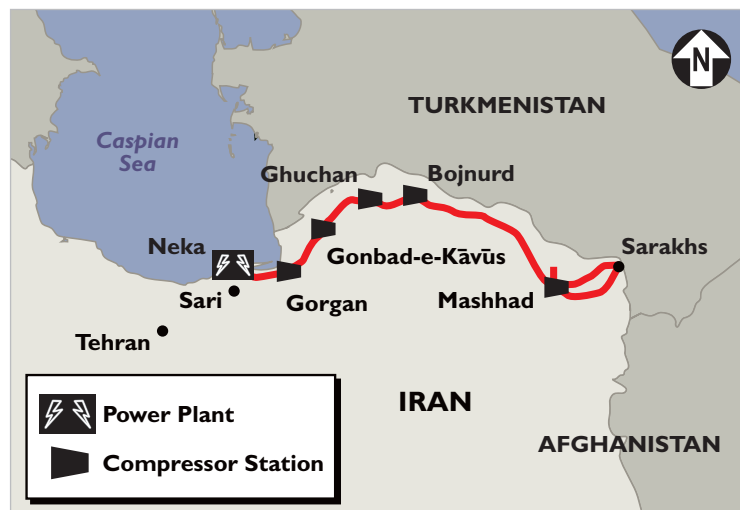 N
TURKMENISTAN
Caspian
Sea
Ghuchan
Bojnurd
Neka
Gonbad-e-Kāvūs
Sarakhs
Sari
Gorgan
Mashhad
Tehran
IRAN
Power Plant
AFGHANISTAN
Compressor Station